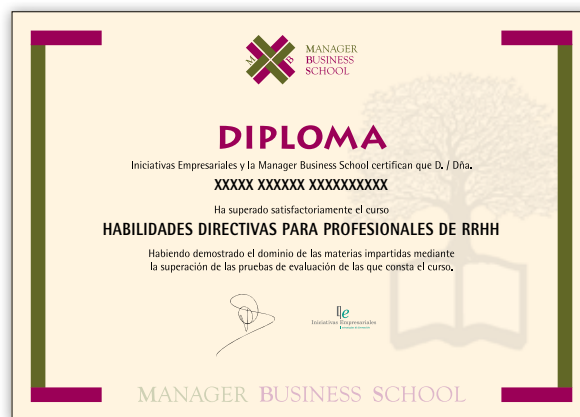 M B
MANAGER
BUSINESS
SCHOOL
DIPLOMA
Iniciativas Empresariales y la Manager Business School certifican que D. / Dña.
XXXXX XXXXXX XXXXXXXXXX
Ha superado satisfactoriamente el curso
HABILIDADES DIRECTIVAS PARA PROFESIONALES DE RRHH
Habiendo demostrado el dominio de las materias impartidas mediante
la superación de las pruebas de evaluación de las que consta el curso.
Iniciativas Empresariales
MANAGER BUSINESS SCHOOL